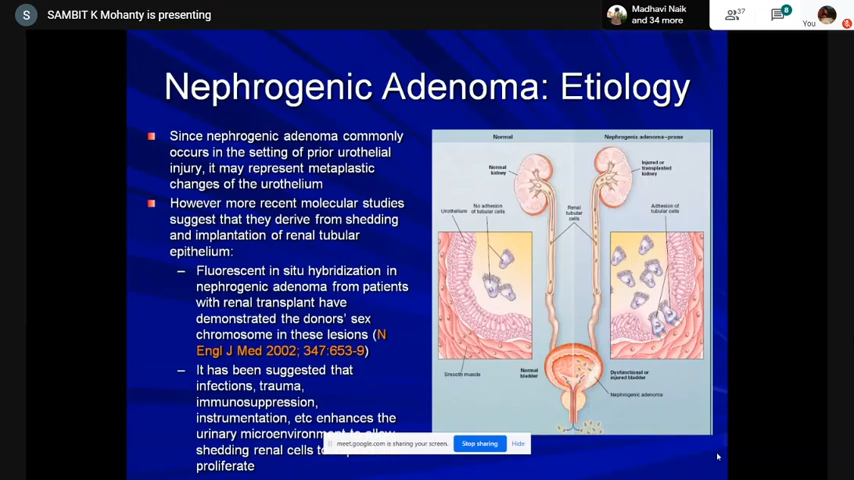 SAMBIT K Mohanty is presenting
S
Madhavi Naik
and 34 more
37
8
You
Nephrogenic Adenoma: Etiology
Since nephrogenic adenoma commonly
occurs in the setting of prior urothelial
injury, it may represent metaplastic
changes of the urothelium
However more recent molecular studies
suggest that they derive from shedding
and implantation of renal tubular
epithelium:
– Fluorescent in situ hybridization in
nephrogenic adenoma from patients
with renal transplant have
demonstrated the donors' sex
chromosome in these lesions (N
Engl J Med 2002; 347:653-9)
– It has been suggested that
infections, trauma,
immunosuppression,
instrumentation, etc enhances the
urinary microenvironment to allow
shedding renal cells to
proliferate
Normal
Nephrogenic adenoma–prone
Normal
kidney
Injured or
transplanted
kidney
Urothelium
No adhesion
of tubular
cells
Renal
tubular
cells
Adhesion of
tubular cells
Smooth muscle
Normal
bladder
Dysfunctional or
injured bladder
Nephrogenic adenoma
meet.google.com is sharing your screen.
Stop sharing
Hide